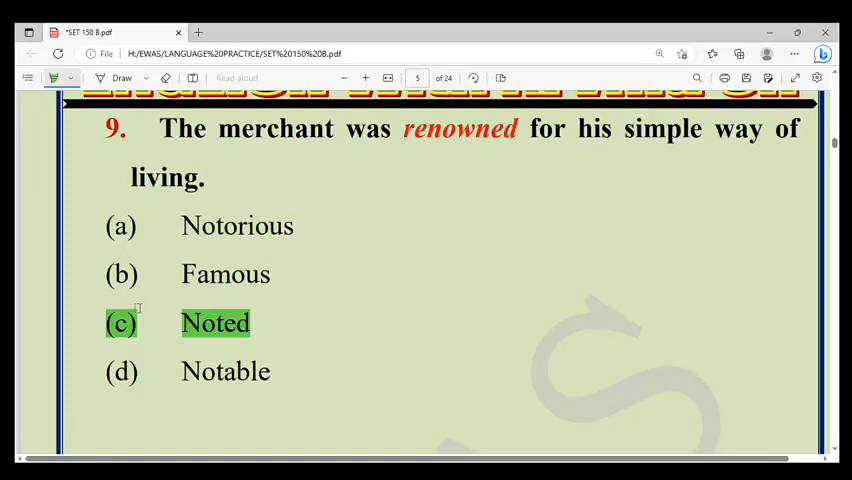 *SET 150 B.pdf
File
H:/EWAS/LANGUAGE%20PRACTICE/SET%20150%20B.pdf
Draw
Read aloud
5
of 24
9. The merchant was renowned for his simple way of
living.
(a) Notorious
(b) Famous
(c) Noted
(d) Notable
S